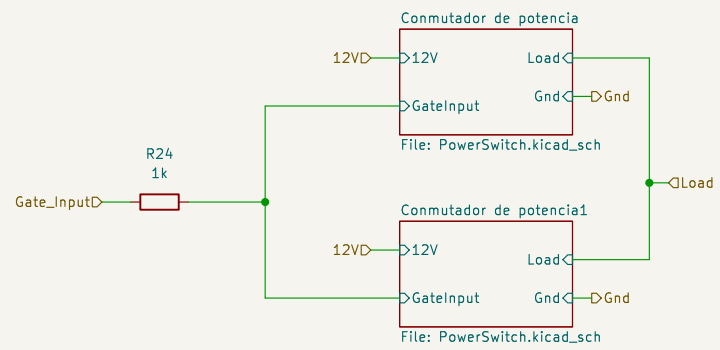 Conmutador de potencia
12V
12V
Load
Gnd
Gnd
GateInput
File: PowerSwitch.kicad_sch
R24
1k
Gate_Input
Load
Conmutador de potencia1
12V
12V
Load
GateInput
Gnd
Gnd
File: PowerSwitch.kicad_sch